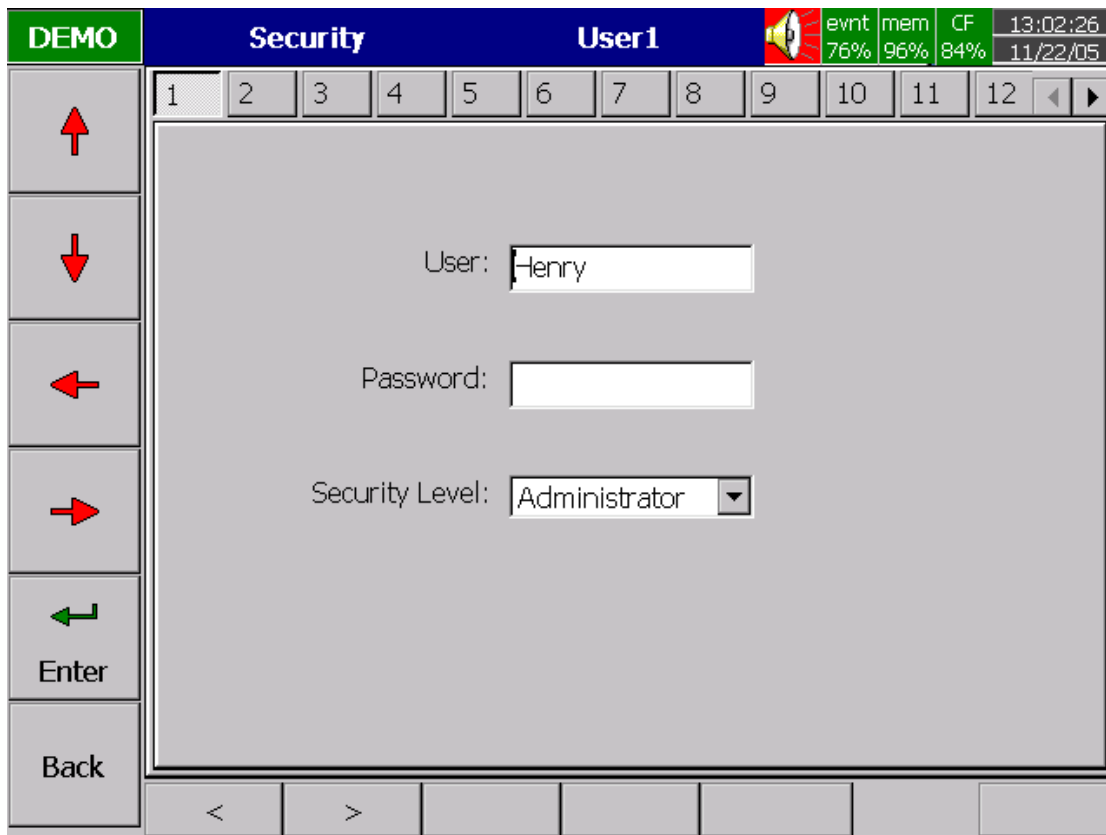 DEMO Security User1 evnt mem CF 13:02:26
76% 96% 84% 11/22/05
1 2 3 4 5 6 7 8 9 10 11 12
User: Henry
Password:
Security Level: Administrator
Enter
Back
< >